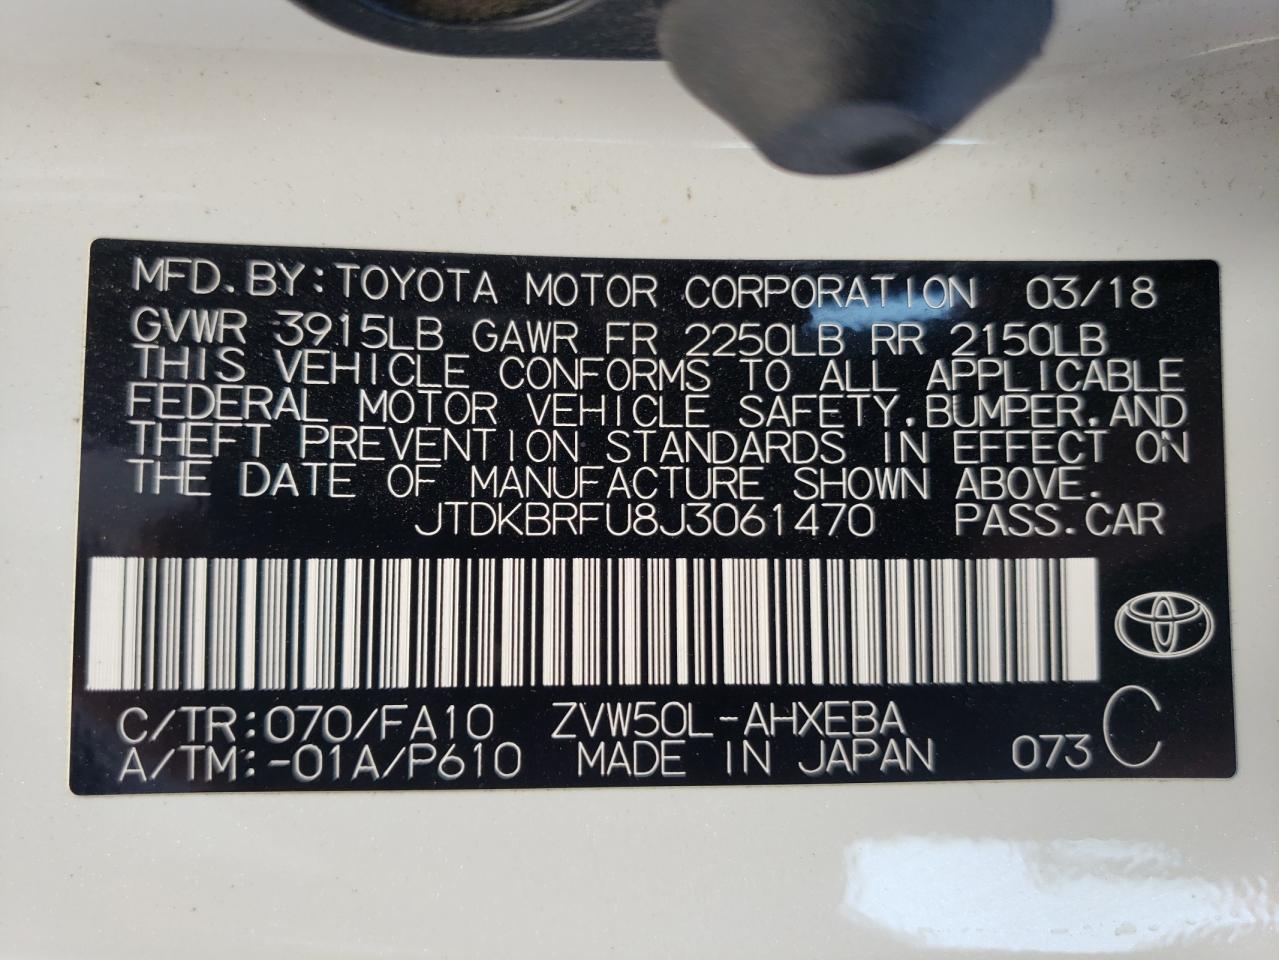 MFD.BY:TOYOTA MOTOR CORPORATION 03/18
GVWR 3915LB GAWR FR 2250LB RR 2150LB
THIS VEHICLE CONFORMS TO ALL APPLICABLE
FEDERAL MOTOR VEHICLE SAFETY,BUMPER,AND
THEFT PREVENTION STANDARDS IN EFFECT ON
THE DATE OF MANUFACTURE SHOWN ABOVE.
JTDKBRFU8J3061470 PASS.CAR
C/TR:070/FA10 ZVW50L-AHXEBA
A/TM:-01A/P610 MADE IN JAPAN 073 C